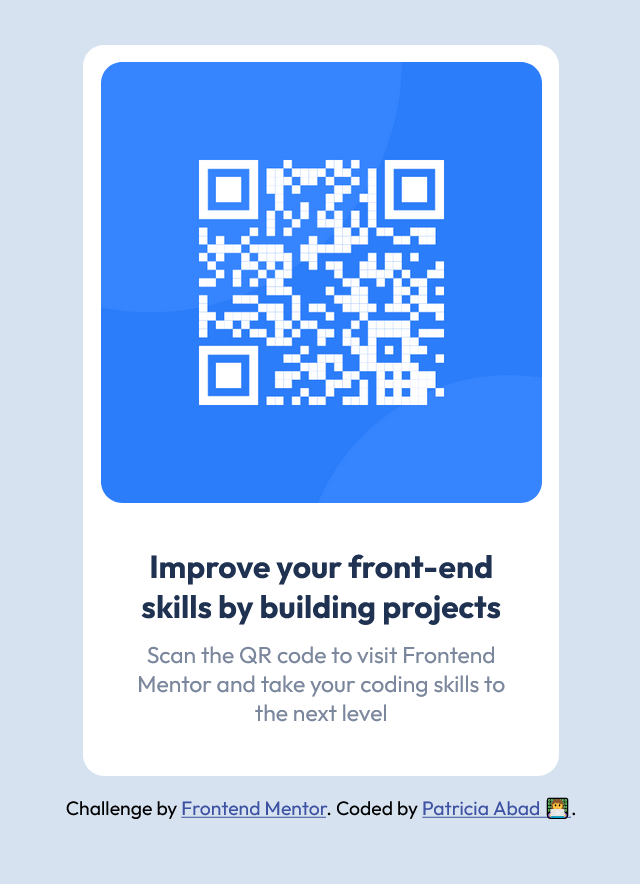 Improve your front-end
skills by building projects
Scan the QR code to visit Frontend
Mentor and take your coding skills to
the next level
Challenge by Frontend Mentor. Coded by Patricia Abad 👩‍💻.